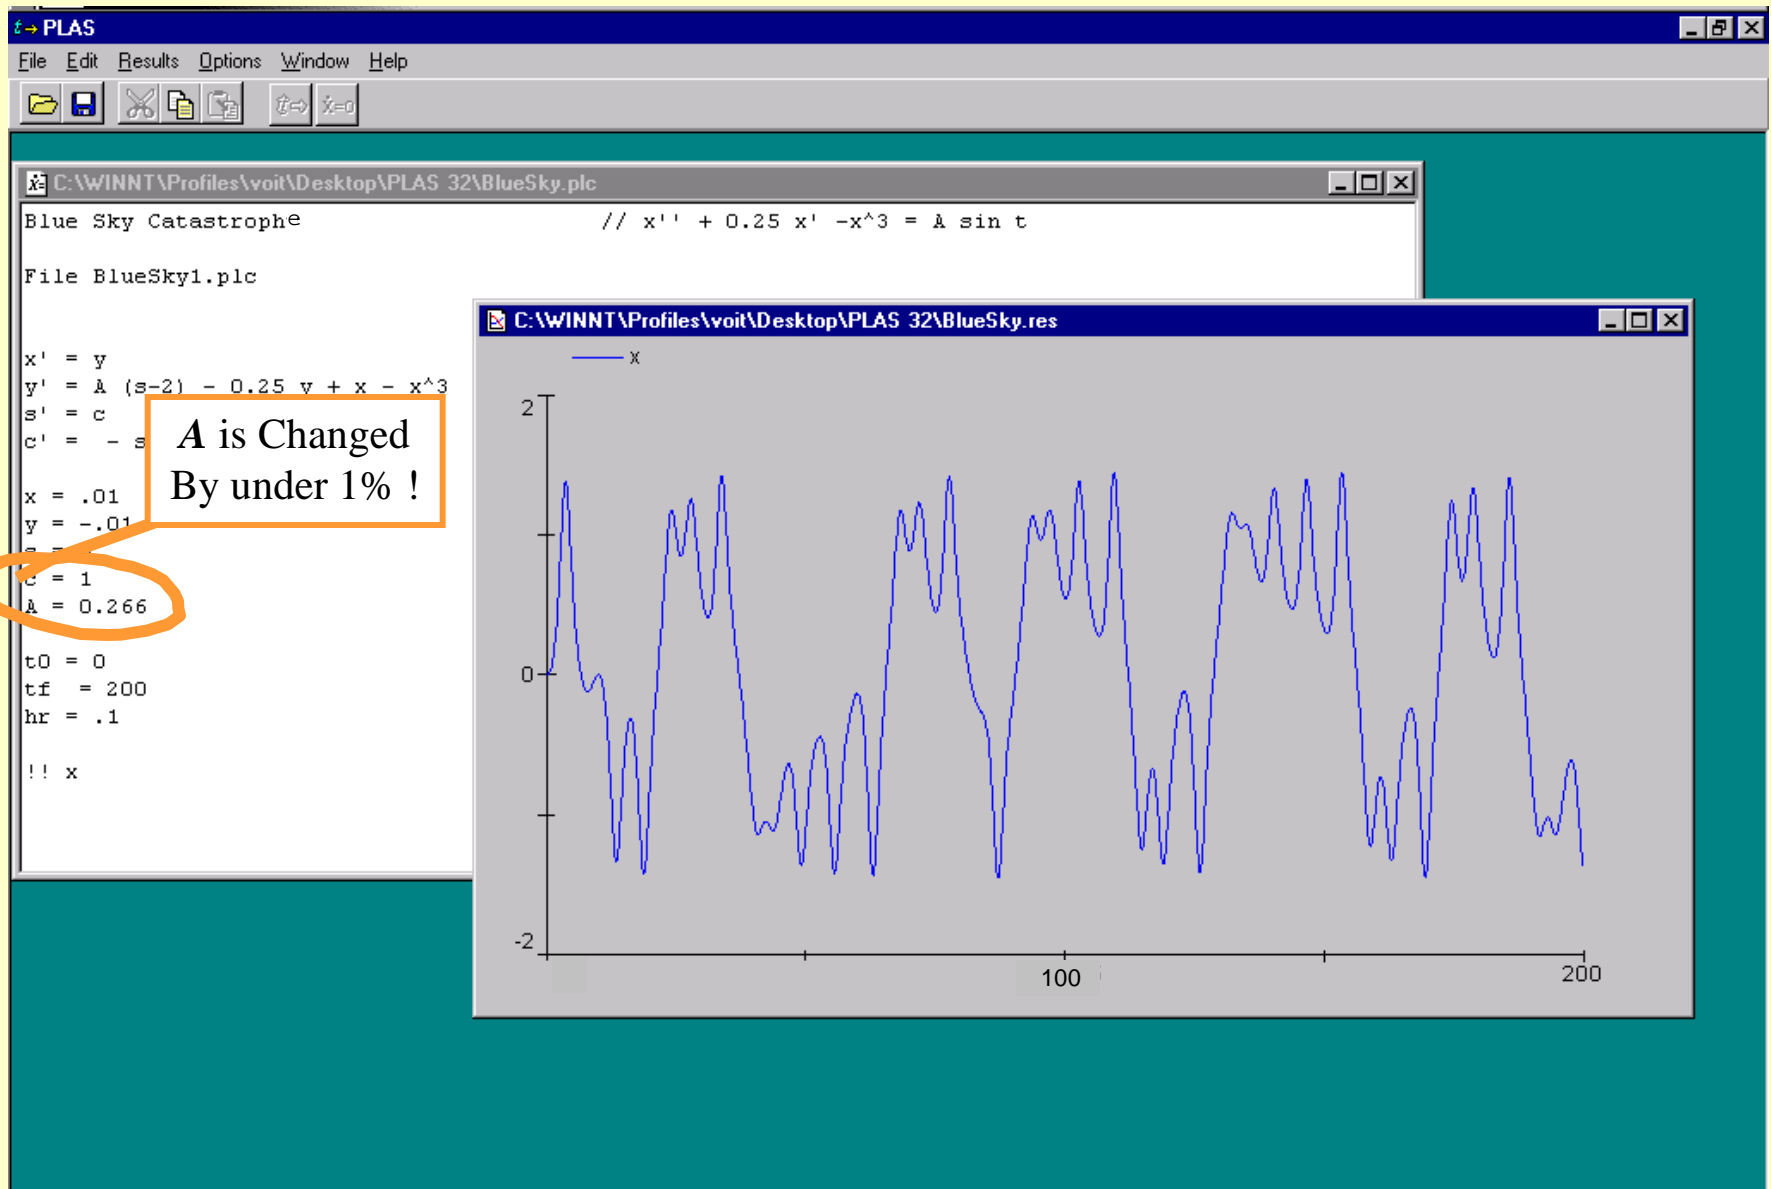 PLAS
File Edit Results Options Window Help
C:\WINNT\Profiles\voit\Desktop\PLAS 32\BlueSky.plc
Blue Sky Catastrophe // x'' + 0.25 x' -x^3 = A sin t
File BlueSky1.plc
x' = y
y' = A (s-2) - 0.25 y + x - x^3
s' = c
c' = - s
x = .01
y = -.01
c = 1
A = 0.266
t0 = 0
tf = 200
hr = .1
!! x
A is Changed
By under 1% !
C:\WINNT\Profiles\voit\Desktop\PLAS 32\BlueSky.res
x
2
0
-2
100
200